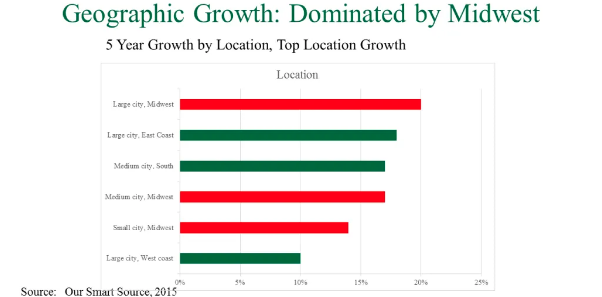 Geographic Growth: Dominated by Midwest
5 Year Growth by Location, Top Location Growth
Location
Large city, Midwest
Large city, East Coast
Medium city, South
Medium city, Midwest
Small city, Midwest
Large city, West coast
0% 5% 10% 15% 20% 25%
Source: Our Smart Source, 2015